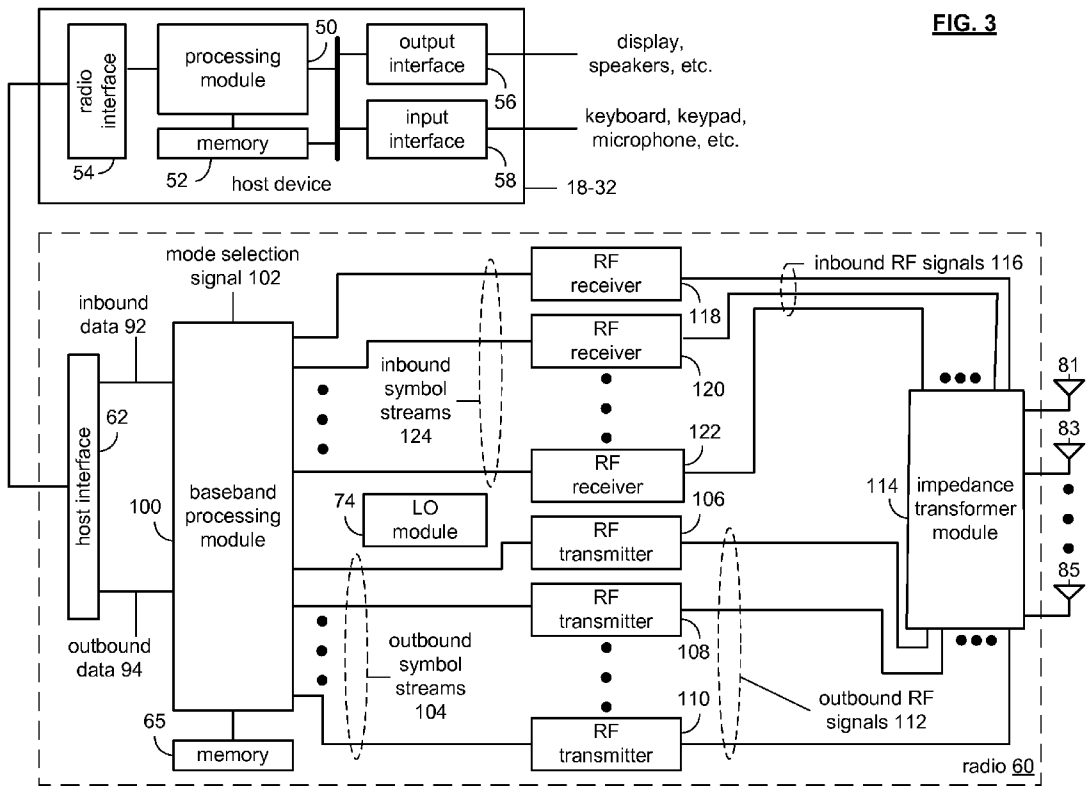 FIG. 3
50
radio
interface
54
processing
module
memory
52
output
interface
56
input
interface
58
display,
speakers, etc.
keyboard, keypad,
microphone, etc.
host device
18-32
mode selection
signal 102
inbound
data 92
host interface
62
100
baseband
processing
module
outbound
data 94
65
memory
inbound
symbol
streams
124
74
LO
module
outbound
symbol
streams
104
RF
receiver
118
RF
receiver
120
RF
receiver
122
RF
transmitter
106
RF
transmitter
108
RF
transmitter
110
inbound RF signals 116
outbound RF
signals 112
114
impedance
transformer
module
81
83
85
radio 60